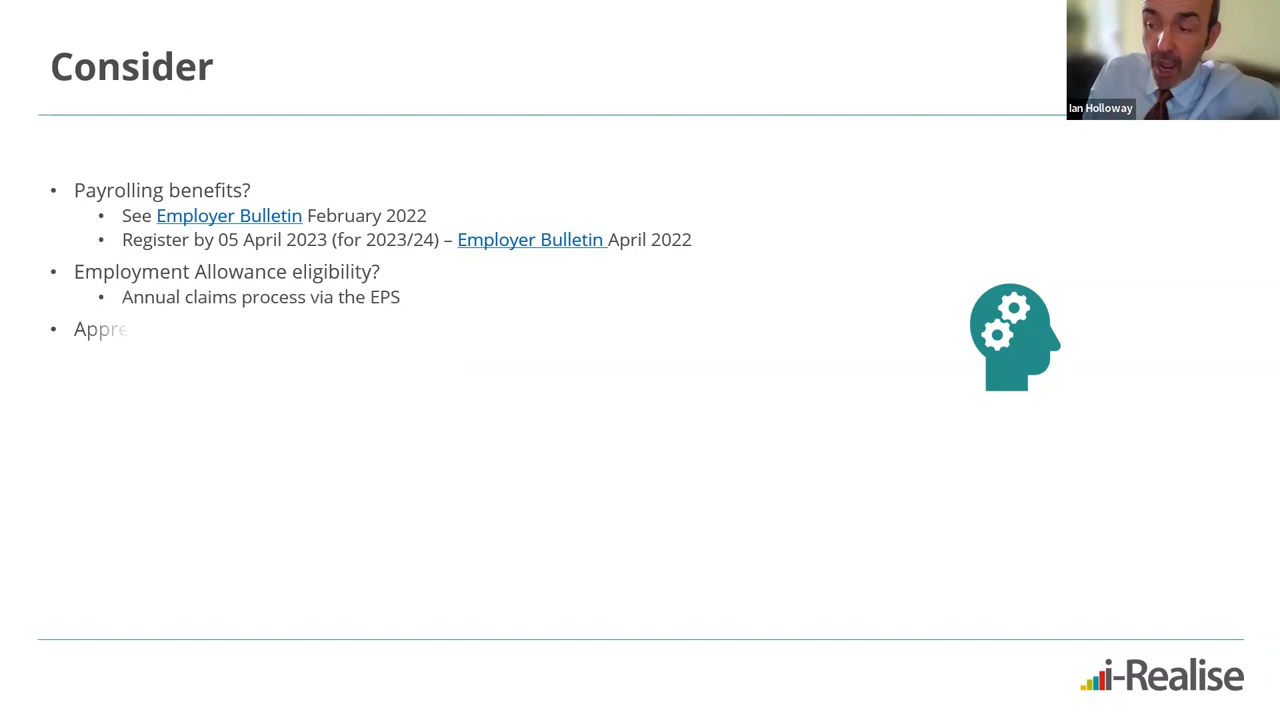 Consider
Ian Holloway
• Payrolling benefits?
• See Employer Bulletin February 2022
• Register by 05 April 2023 (for 2023/24) – Employer Bulletin April 2022
• Employment Allowance eligibility?
• Annual claims process via the EPS
• Appre
i-Realise